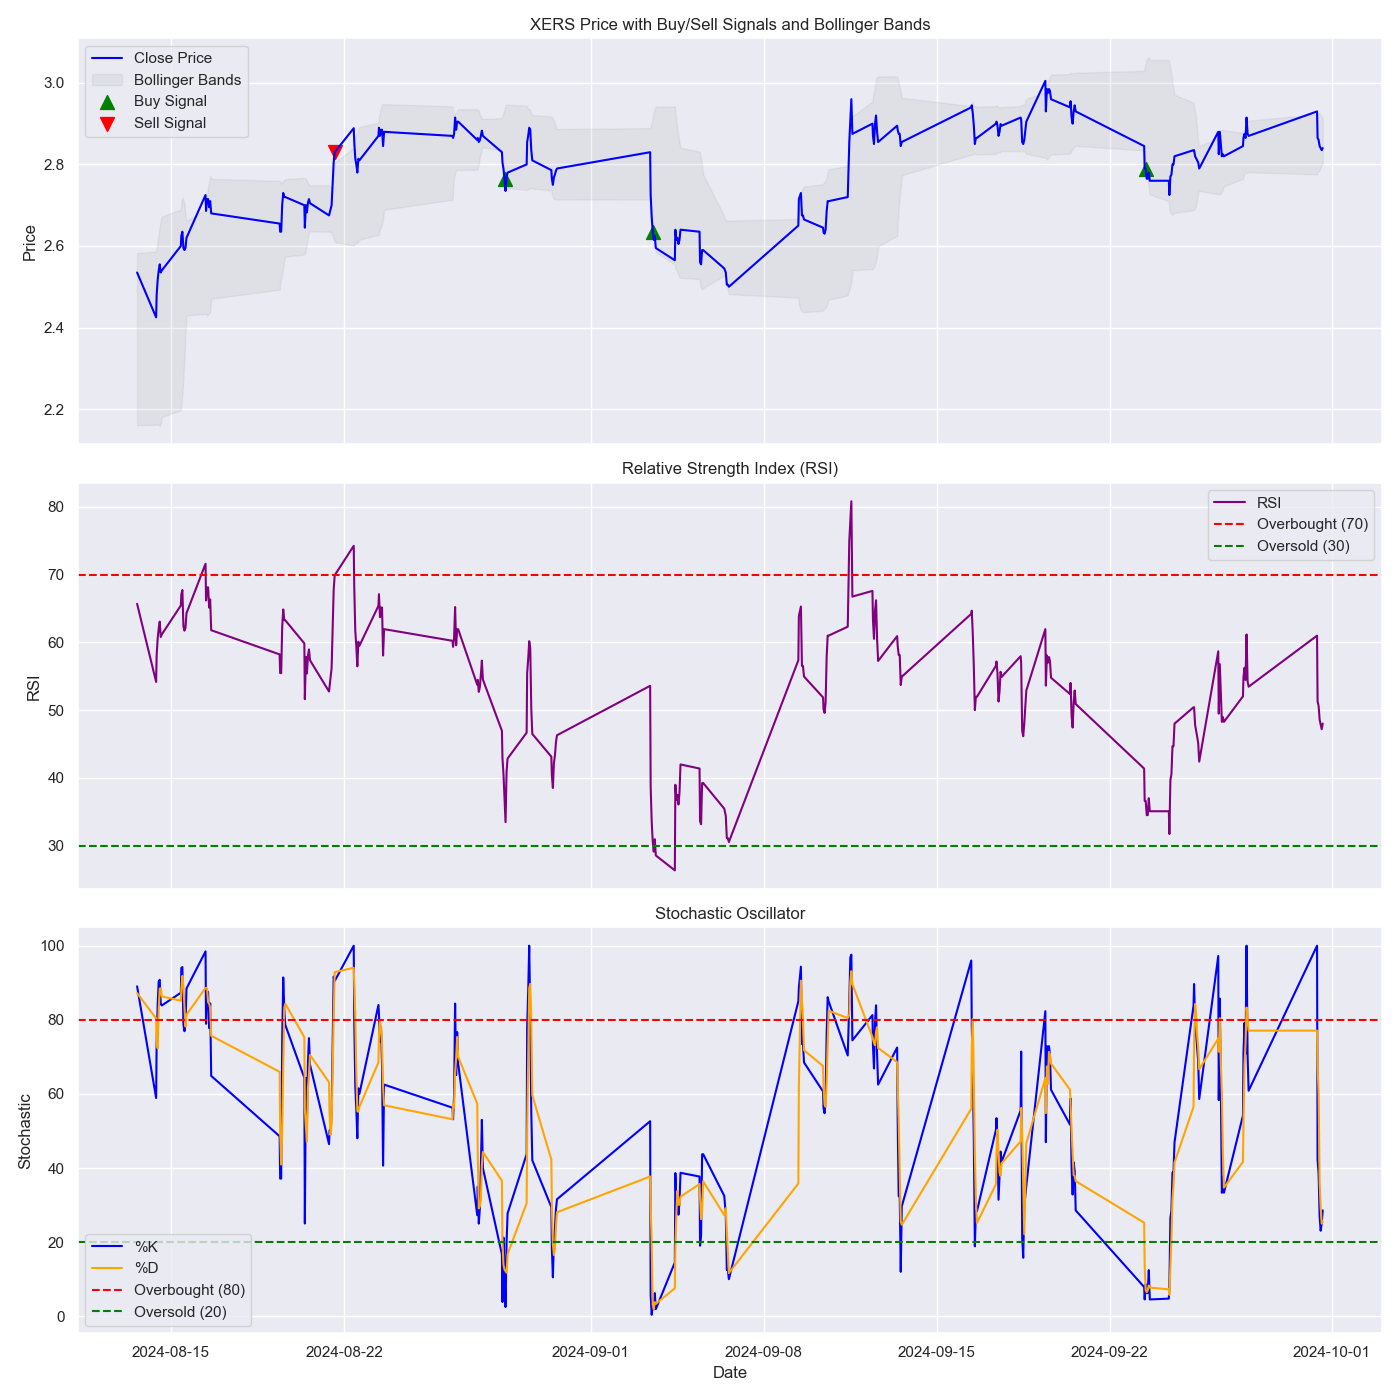 XERS Price with Buy/Sell Signals and Bollinger Bands
Close Price
Bollinger Bands
Buy Signal
Sell Signal
3.0
2.8
2.6
2.4
2.2
Price
Relative Strength Index (RSI)
RSI
Overbought (70)
Oversold (30)
80
70
60
50
40
30
RSI
Stochastic Oscillator
100
80
60
40
20
0
Stochastic
%K
%D
Overbought (80)
Oversold (20)
2024-08-15
2024-08-22
2024-09-01
2024-09-08
2024-09-15
2024-09-22
2024-10-01
Date